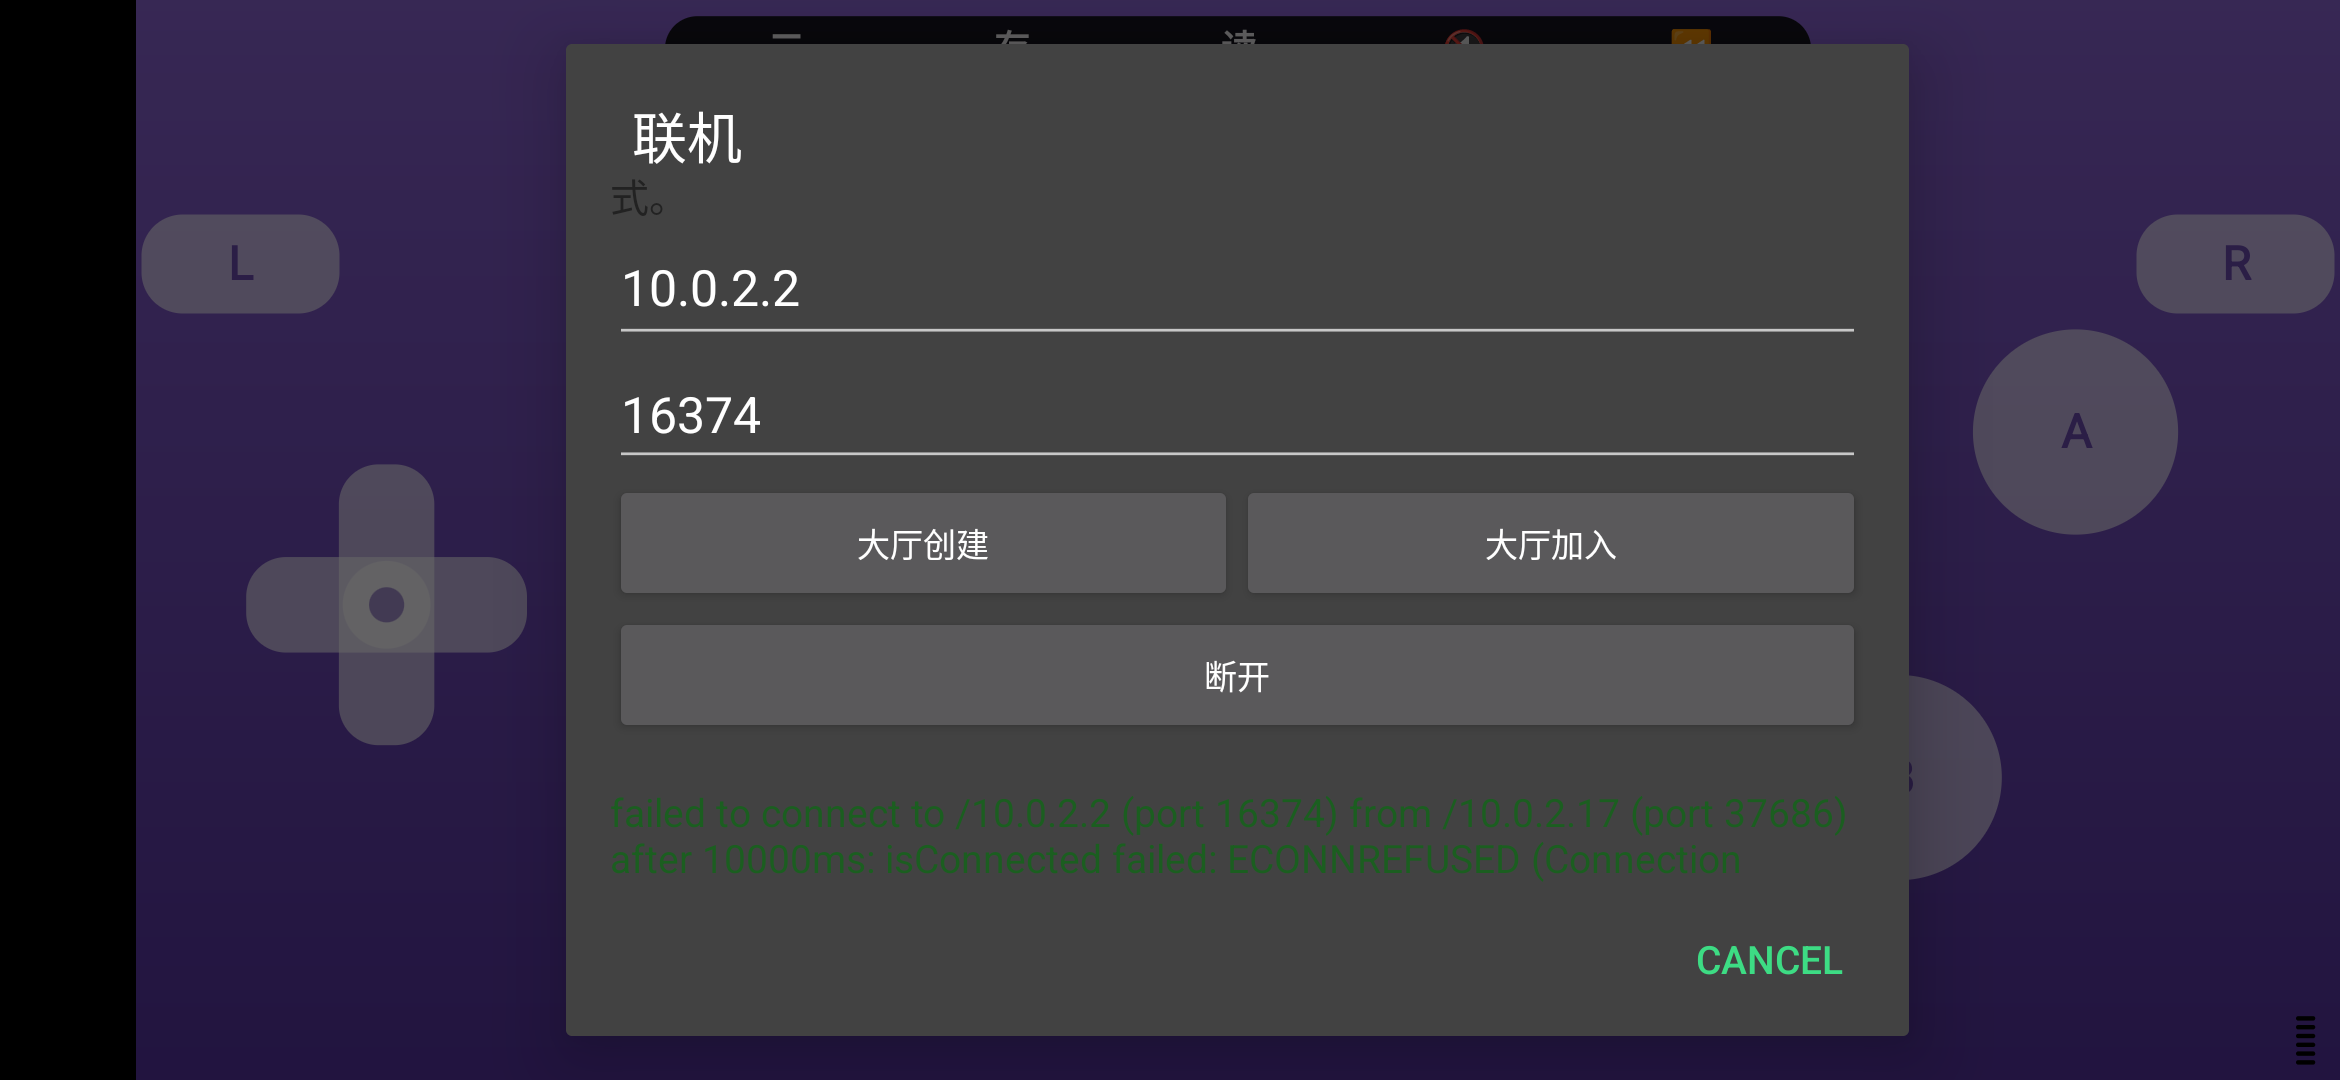 联机
式。
L
R
10.0.2.2
16374
A
大厅创建
大厅加入
断开
failed to connect to /10.0.2.2 (port 16374) from /10.0.2.17 (port 37686)
after 10000ms: isConnected failed: ECONNREFUSED (Connection
CANCEL